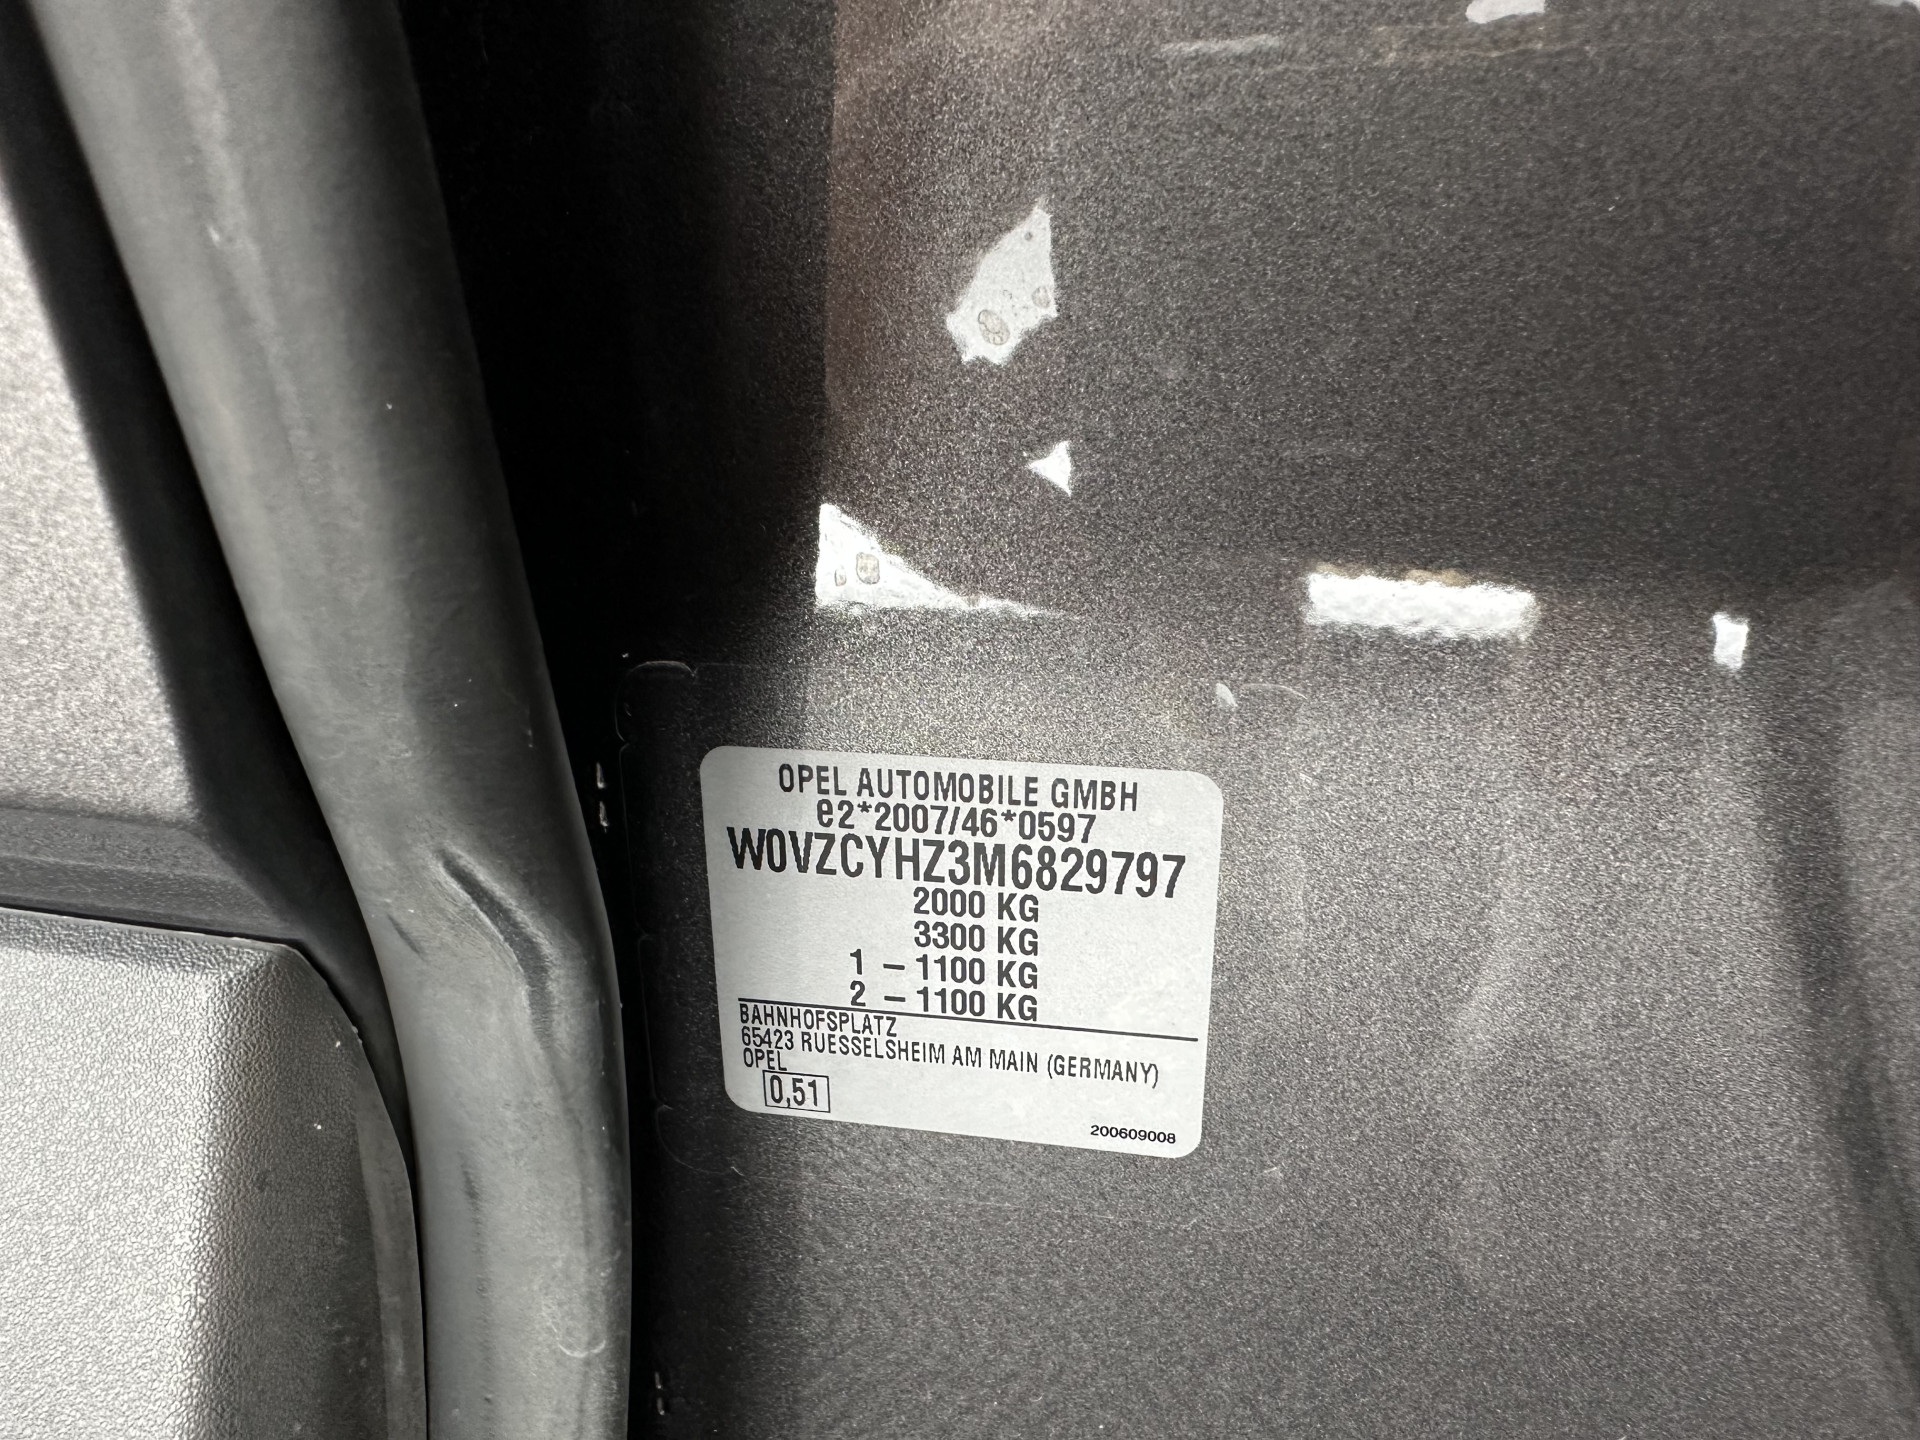 OPEL AUTOMOBILE GMBH
e2*2007/46*0597
W0VZCYHZ3M6829797
2000 KG
3300 KG
1 – 1100 KG
2 – 1100 KG
BAHNHOFSPLATZ
65423 RUESSELSHEIM AM MAIN (GERMANY)
OPEL
0,51
200609008